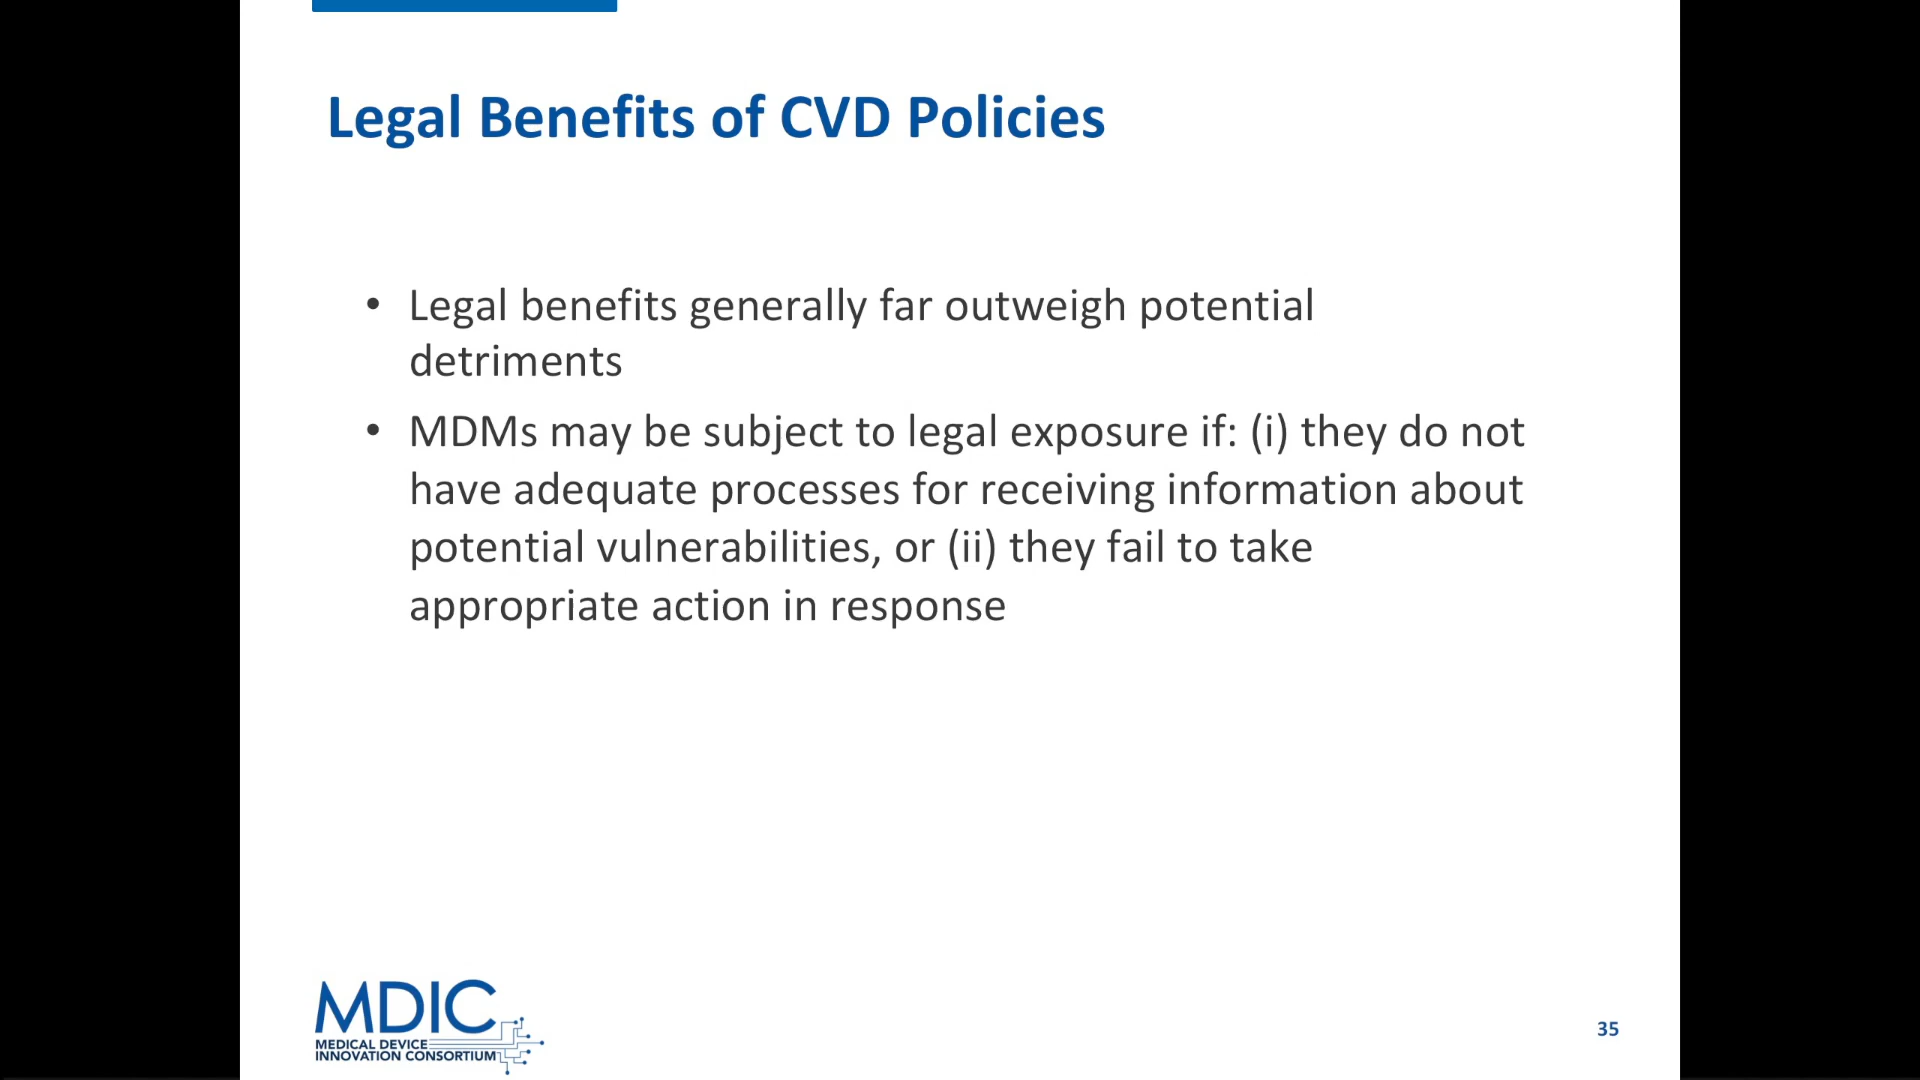 Legal Benefits of CVD Policies
• Legal benefits generally far outweigh potential
detriments
• MDMs may be subject to legal exposure if: (i) they do not
have adequate processes for receiving information about
potential vulnerabilities, or (ii) they fail to take
appropriate action in response
MDIC
MEDICAL DEVICE
INNOVATION CONSORTIUM
35